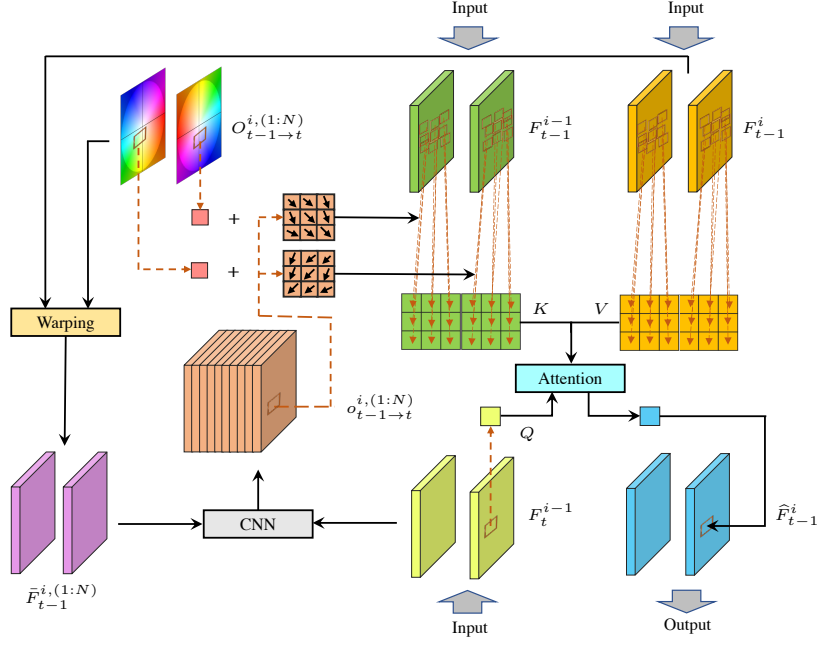 Input Input
O^{i,(1:N)}_{t-1→t}
F^{i-1}_{t-1}
F^{i}_{t-1}
+
+
K V
Warping
Attention
o^{i,(1:N)}_{t-1→t}
Q
CNN
F^{i-1}_{t}
\widehat{F}^{i}_{t-1}
\bar{F}^{i,(1:N)}_{t-1}
Input Output